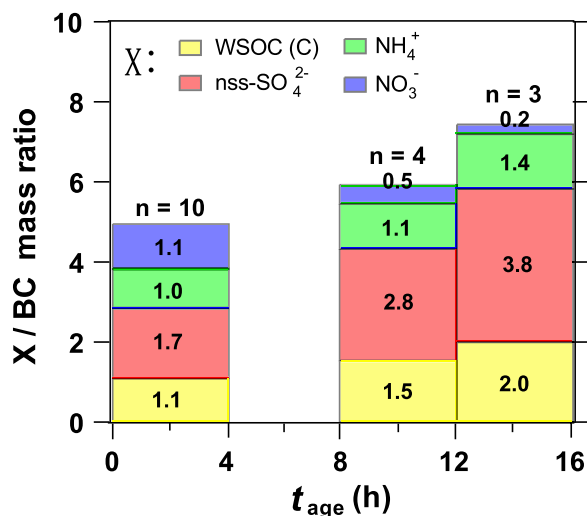 10
8
6
4
2
0
X / BC mass ratio
X:
WSOC (C)
nss-SO₄²⁻
NH₄⁺
NO₃⁻
n = 10
1.1
1.0
1.7
1.1
n = 4
0.5
1.1
2.8
1.5
n = 3
0.2
1.4
3.8
2.0
0 4 8 12 16
t age (h)